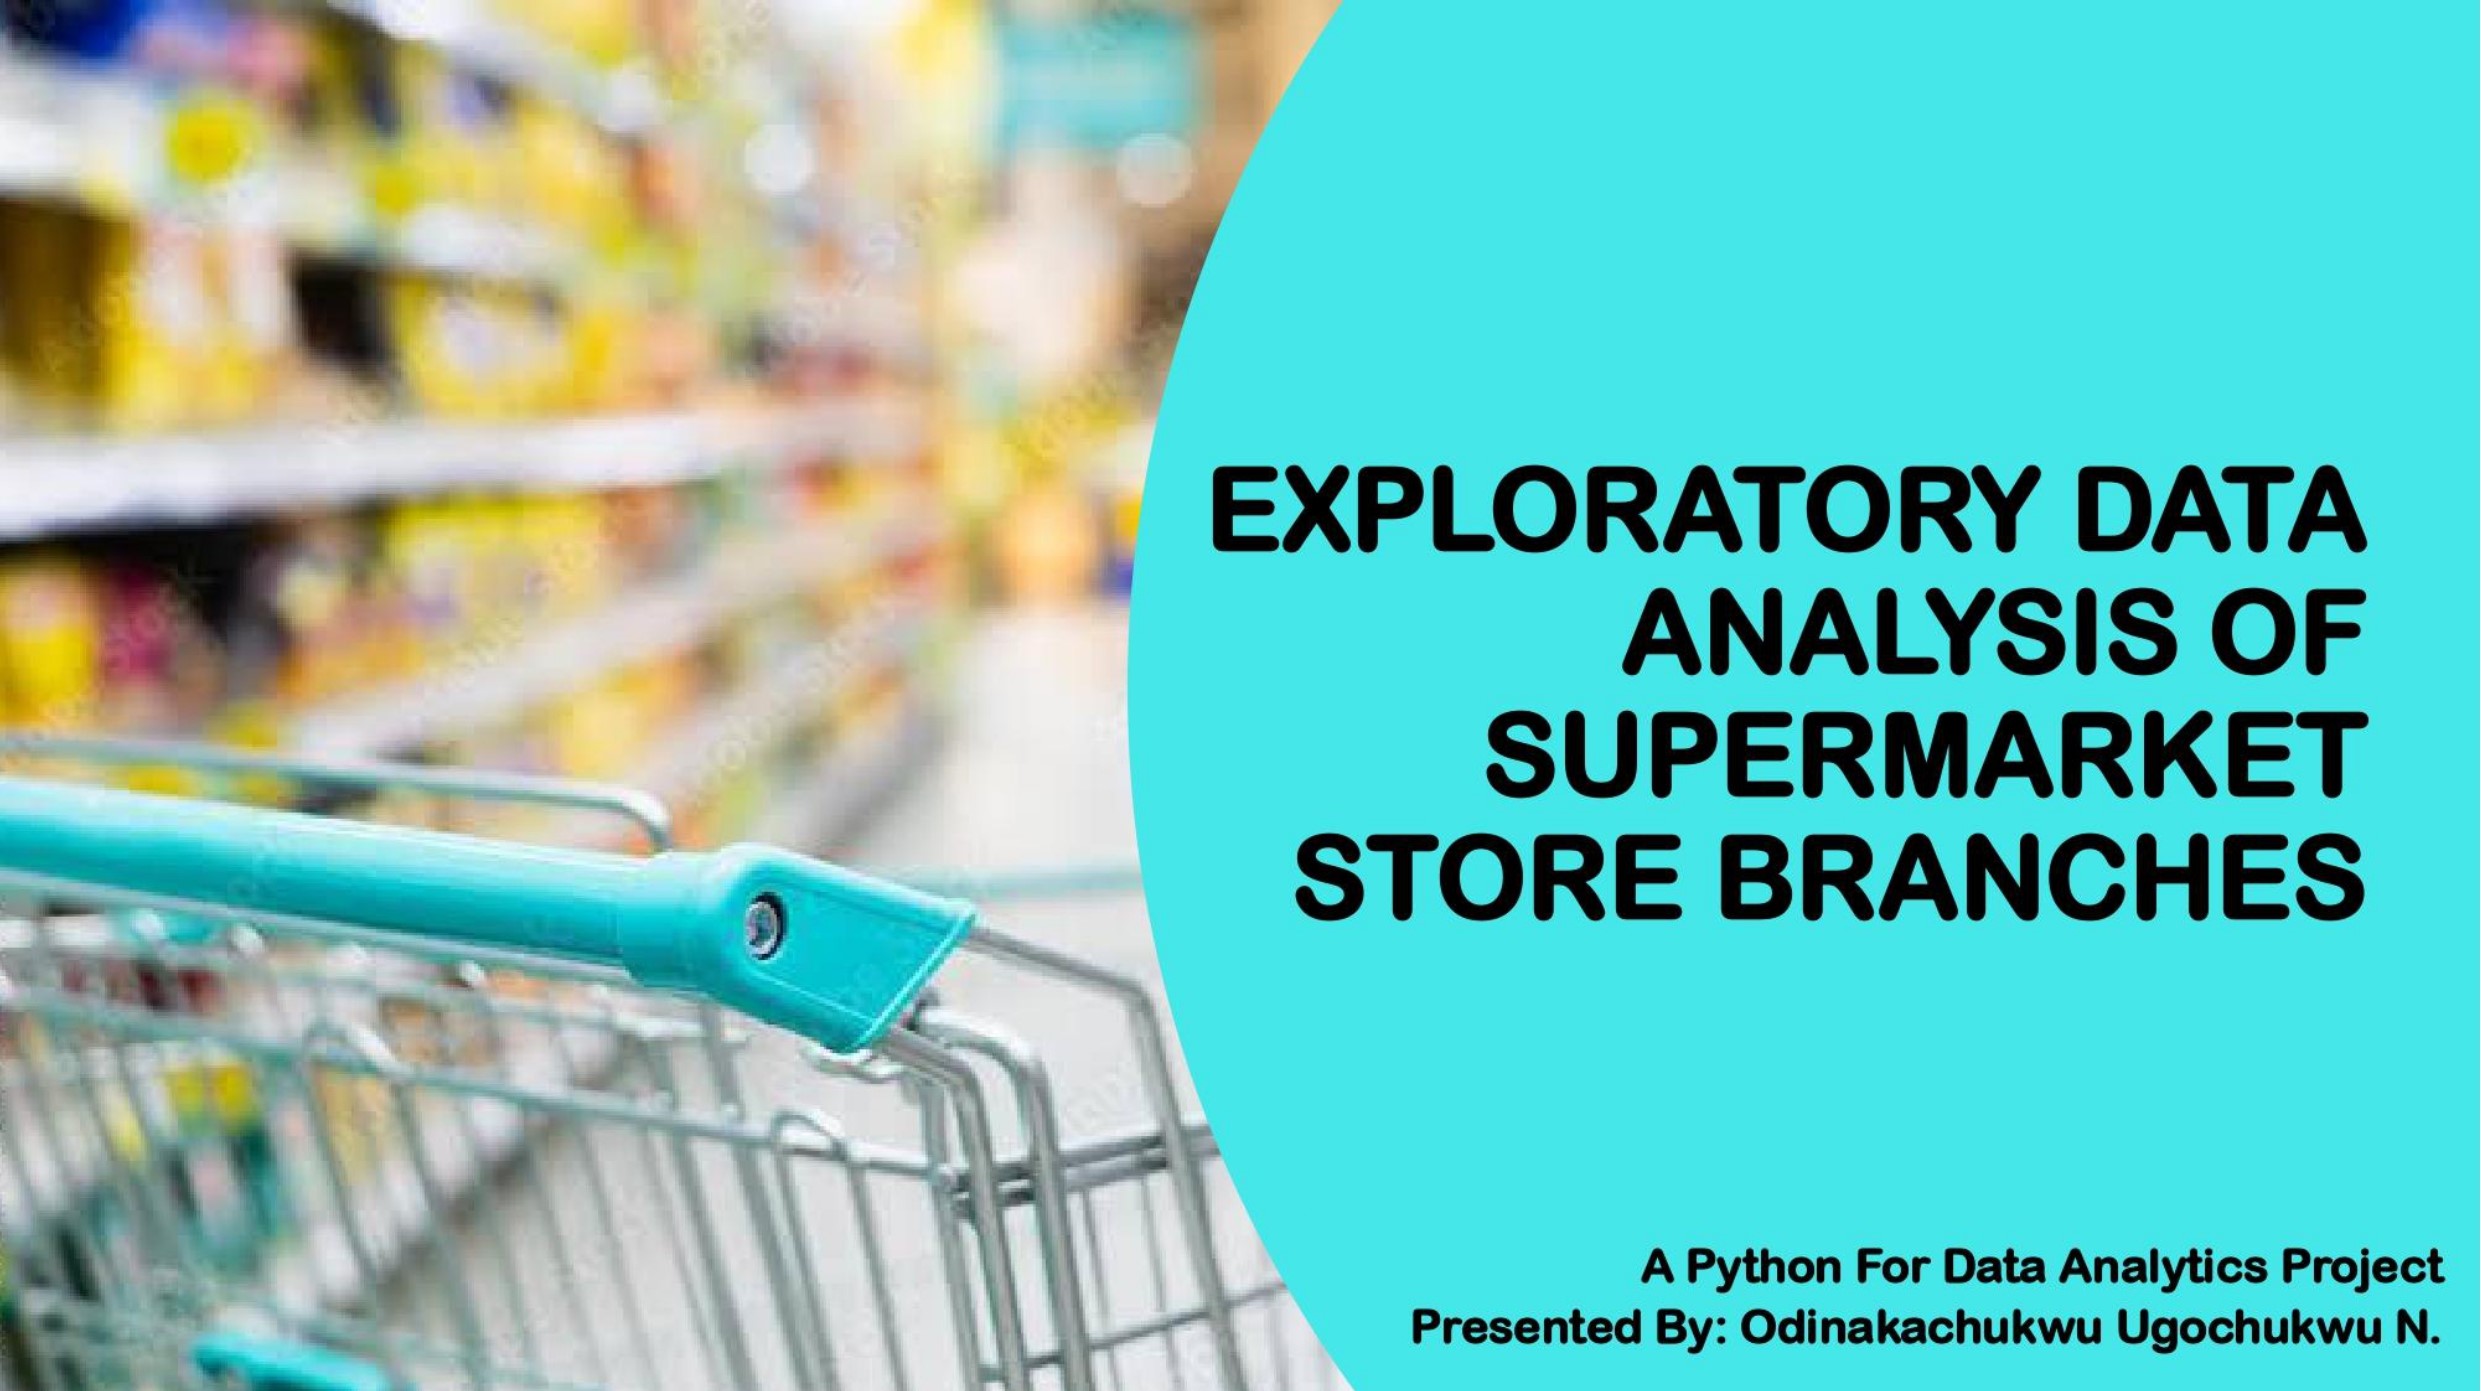 EXPLORATORY DATA
ANALYSIS OF
SUPERMARKET
STORE BRANCHES
A Python For Data Analytics Project
Presented By: Odinakachukwu Ugochukwu N.